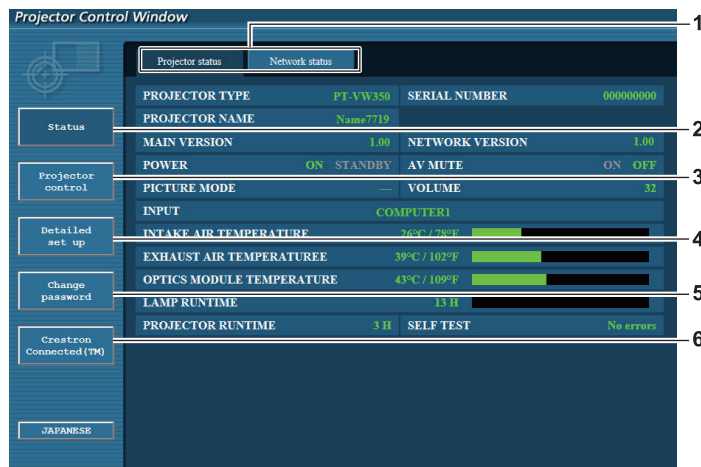 Projector Control Window
1
Projector status Network status
PROJECTOR TYPE PT-VW350 SERIAL NUMBER 000000000
PROJECTOR NAME Name7719
Status
2
MAIN VERSION 1.00 NETWORK VERSION 1.00
POWER ON STANDBY AV MUTE ON OFF
Projector
control
3
PICTURE MODE — VOLUME 32
INPUT COMPUTER1
INTAKE AIR TEMPERATURE 26°C / 78°F
Detailed
set up
4
EXHAUST AIR TEMPERATUREE 39°C / 102°F
OPTICS MODULE TEMPERATURE 43°C / 109°F
Change
password
5
LAMP RUNTIME 13 H
PROJECTOR RUNTIME 3 H SELF TEST No errors
Crestron
Connected(TM)
6
JAPANESE